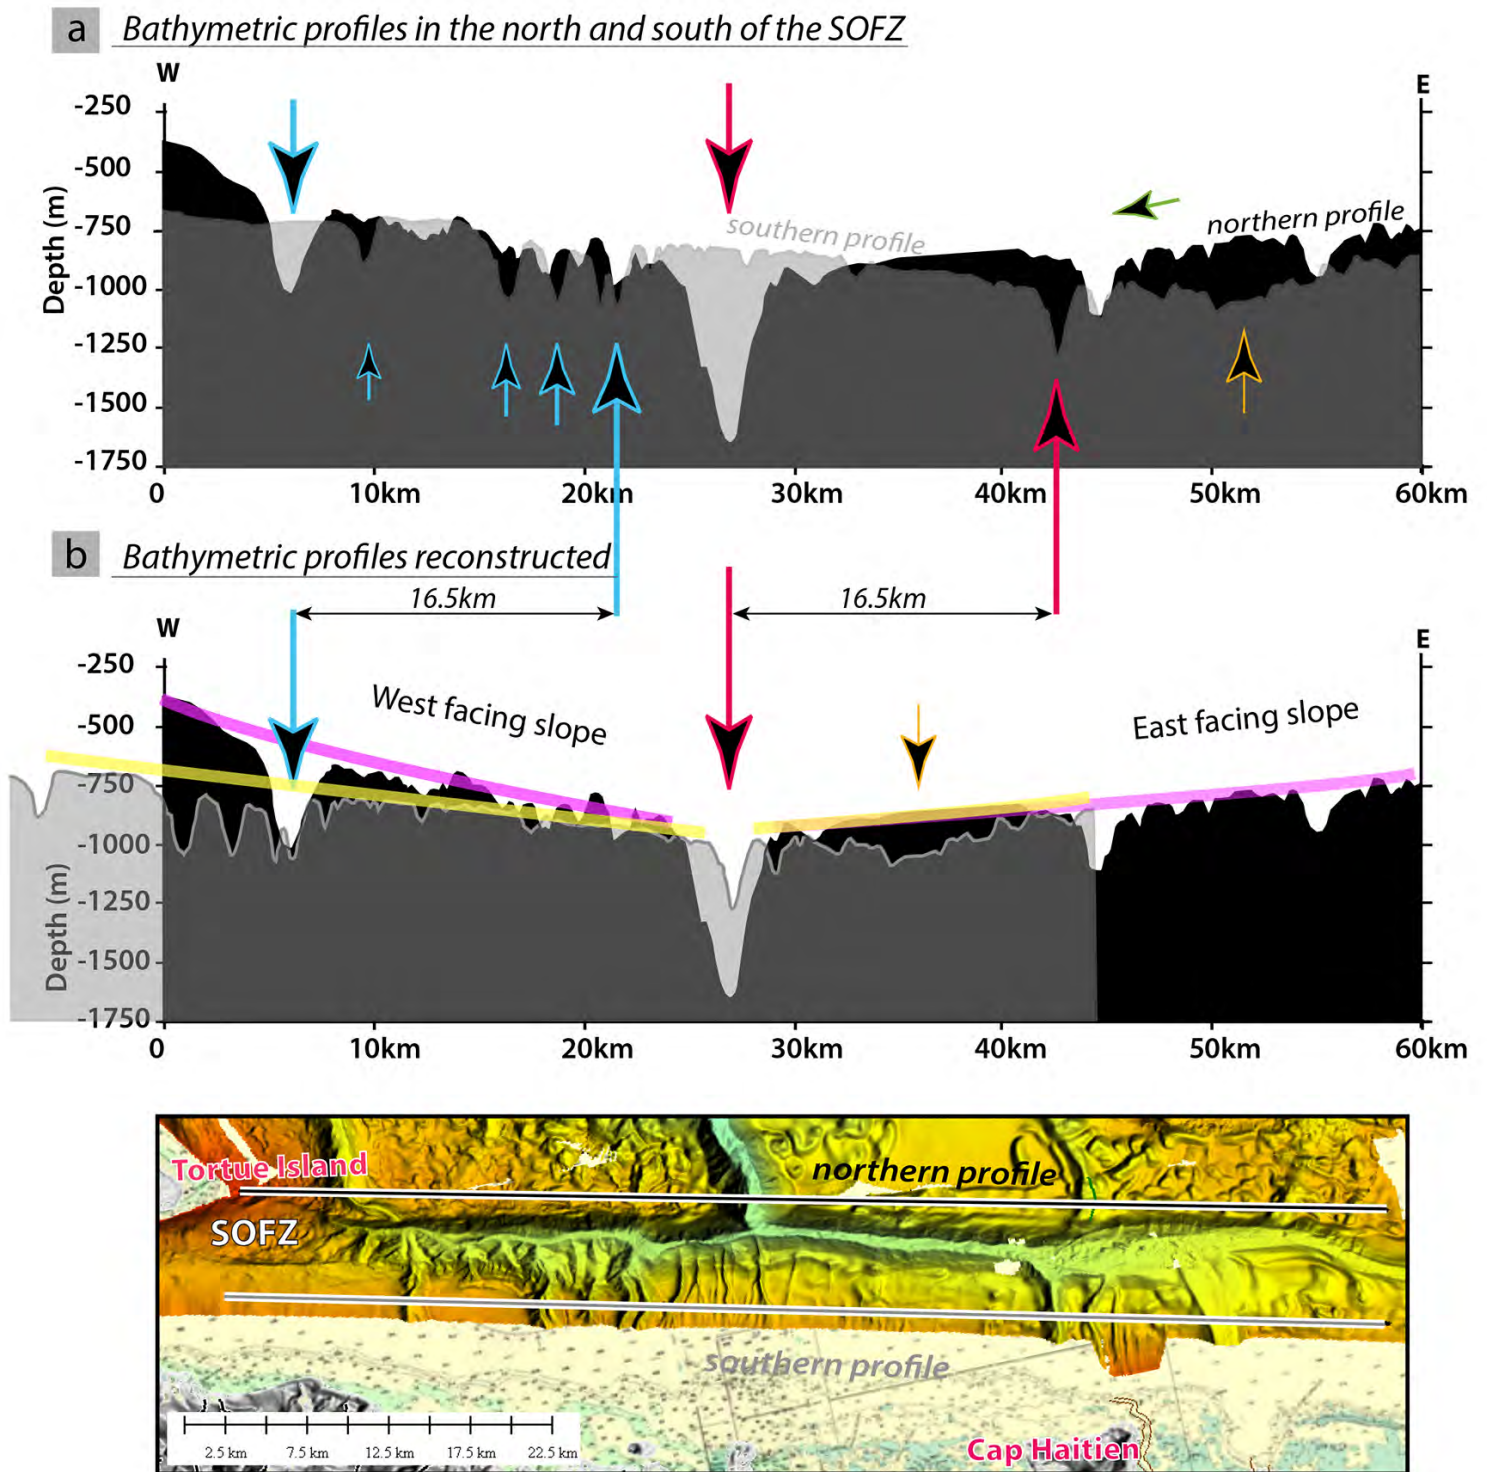 a Bathymetric profiles in the north and south of the SOFZ
W
E
-250
-500
-750
-1000
-1250
-1500
-1750
Depth (m)
southern profile
northern profile
0 10km 20km 30km 40km 50km 60km
b Bathymetric profiles reconstructed
16.5km 16.5km
W
E
West facing slope
East facing slope
-250
-500
-750
-1000
-1250
-1500
-1750
Depth (m)
0 10km 20km 30km 40km 50km 60km
Tortue Island
northern profile
SOFZ
southern profile
Cap Haitien
2.5 km 7.5 km 12.5 km 17.5 km 22.5 km